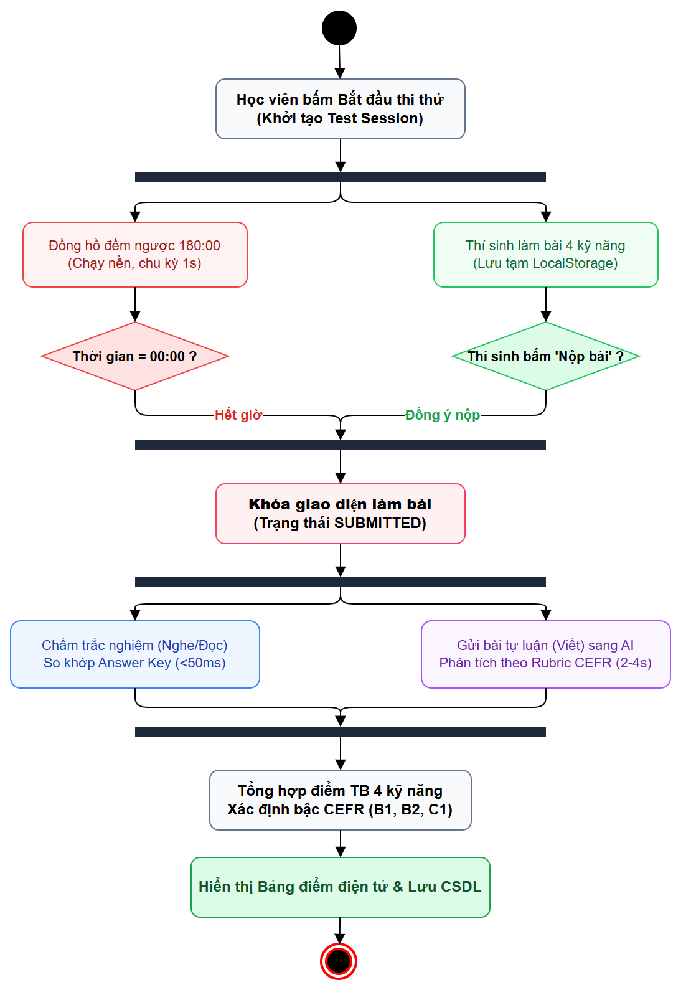 Học viên bấm Bắt đầu thi thử
(Khởi tạo Test Session)
Đồng hồ đếm ngược 180:00
(Chạy nền, chu kỳ 1s)
Thí sinh làm bài 4 kỹ năng
(Lưu tạm LocalStorage)
Thời gian = 00:00 ?
Thí sinh bấm 'Nộp bài' ?
Hết giờ
Đồng ý nộp
Khóa giao diện làm bài
(Trạng thái SUBMITTED)
Chấm trắc nghiệm (Nghe/Đọc)
So khớp Answer Key (<50ms)
Gửi bài tự luận (Viết) sang AI
Phân tích theo Rubric CEFR (2-4s)
Tổng hợp điểm TB 4 kỹ năng
Xác định bậc CEFR (B1, B2, C1)
Hiển thị Bảng điểm điện tử & Lưu CSDL